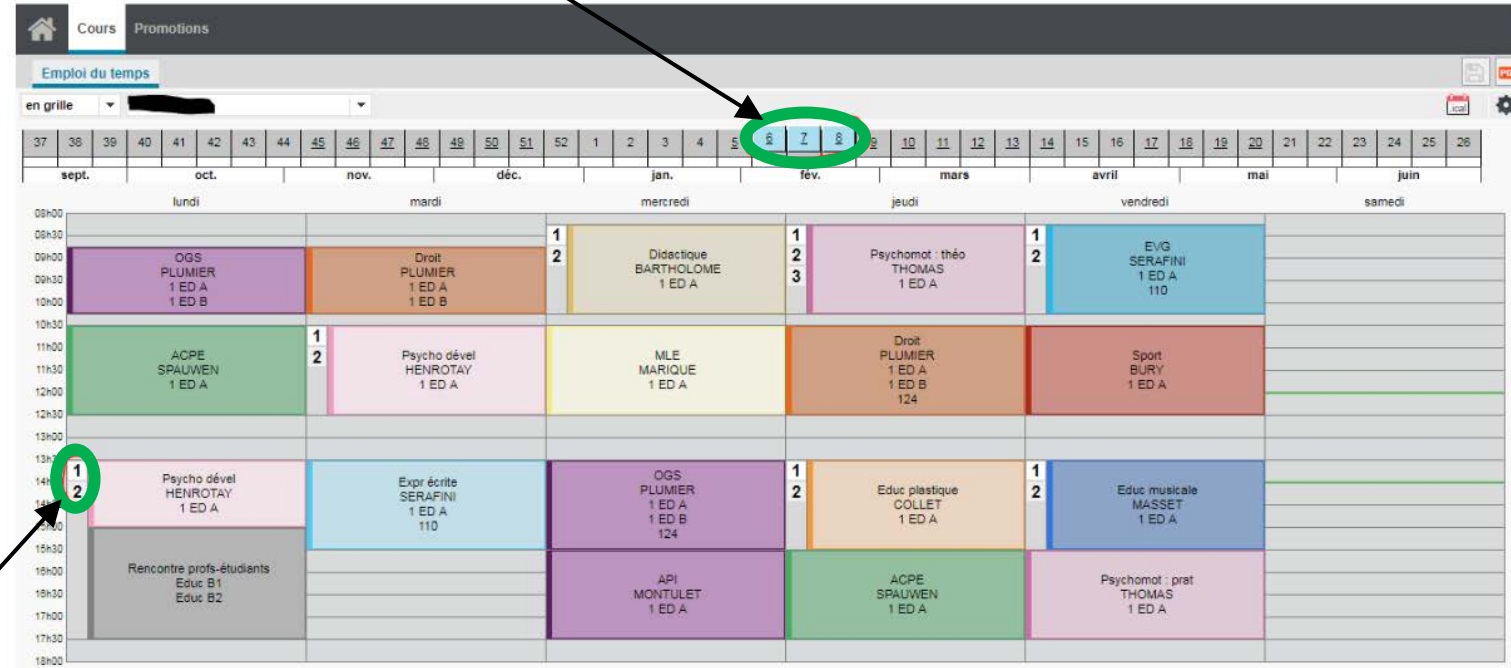 Cours Promotions
Emploi du temps
en grille
.ical
37 38 39 40 41 42 43 44 45 46 47 48 49 50 51 52 1 2 3 4 5 6 7 8 9 10 11 12 13 14 15 16 17 18 19 20 21 22 23 24 25 26
sept. oct. nov. déc. jan. fév. mars avril mai juin
lundi mardi mercredi jeudi vendredi samedi
08h00
08h30
09h00
09h30
10h00
10h30
11h00
11h30
12h00
12h30
13h00
15h30
16h00
16h30
17h00
17h30
18h00
OGS
PLUMIER
1 ED A
1 ED B
ACPE
SPAUWEN
1 ED A
1
2
Psycho dével
HENROTAY
1 ED A
Rencontre profs-étudiants
Educ B1
Educ B2
Droit
PLUMIER
1 ED A
1 ED B
1
2
Psycho dével
HENROTAY
1 ED A
Expr écrite
SERAFINI
1 ED A
110
1
2
Didactique
BARTHOLOME
1 ED A
MLE
MARIQUE
1 ED A
OGS
PLUMIER
1 ED A
1 ED B
124
API
MONTULET
1 ED A
1
2
3
Psychomot : théo
THOMAS
1 ED A
Droit
PLUMIER
1 ED A
1 ED B
124
1
2
Educ plastique
COLLET
1 ED A
ACPE
SPAUWEN
1 ED A
1
2
EVG
SERAFINI
1 ED A
110
Sport
BURY
1 ED A
1
2
Educ musicale
MASSET
1 ED A
Psychomot : prat
THOMAS
1 ED A